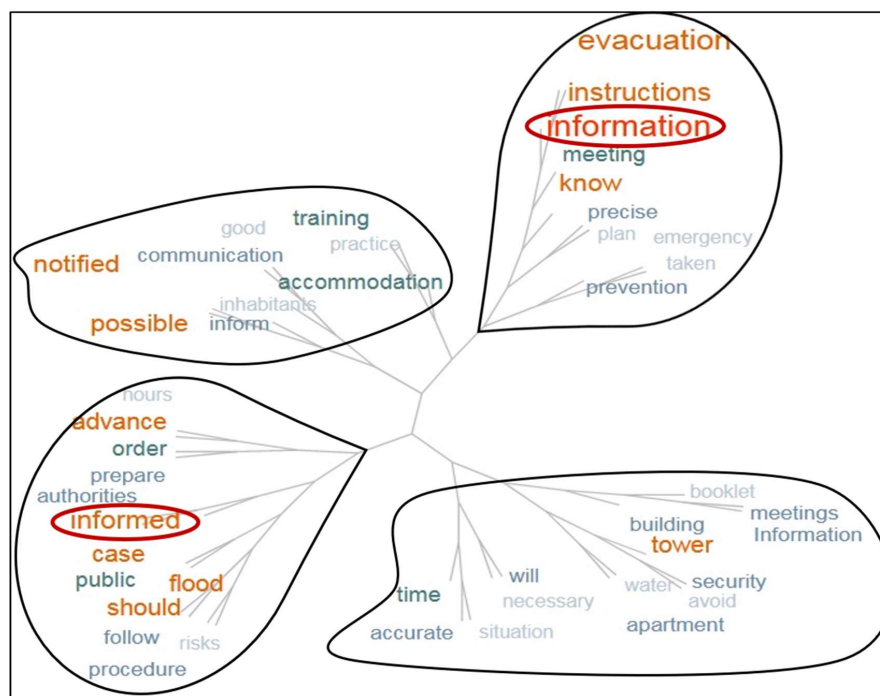 evacuation
instructions
information
meeting
know
precise
plan
emergency
taken
prevention
good
training
communication
practice
notified
accommodation
inhabitants
possible
inform
hours
advance
order
prepare
authorities
informed
case
public
flood
should
follow
risks
procedure
booklet
meetings
building
Information
tower
will
water
security
time
necessary
avoid
accurate
situation
apartment